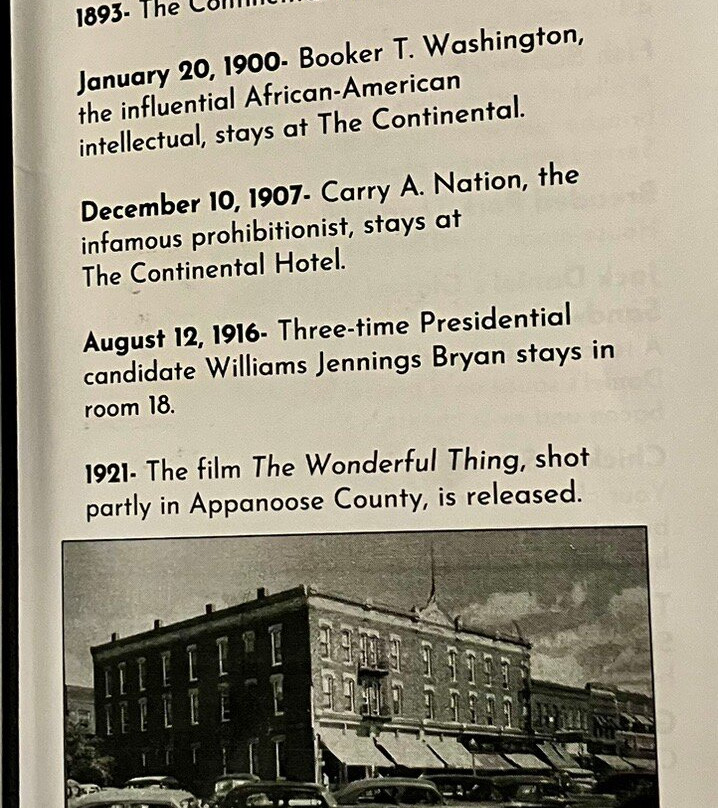 1893- The
January 20, 1900- Booker T. Washington,
the influential African-American
intellectual, stays at The Continental.
December 10, 1907- Carry A. Nation, the
infamous prohibitionist, stays at
The Continental Hotel.
August 12, 1916- Three-time Presidential
candidate Williams Jennings Bryan stays in
room 18.
1921- The film The Wonderful Thing, shot
partly in Appanoose County, is released.